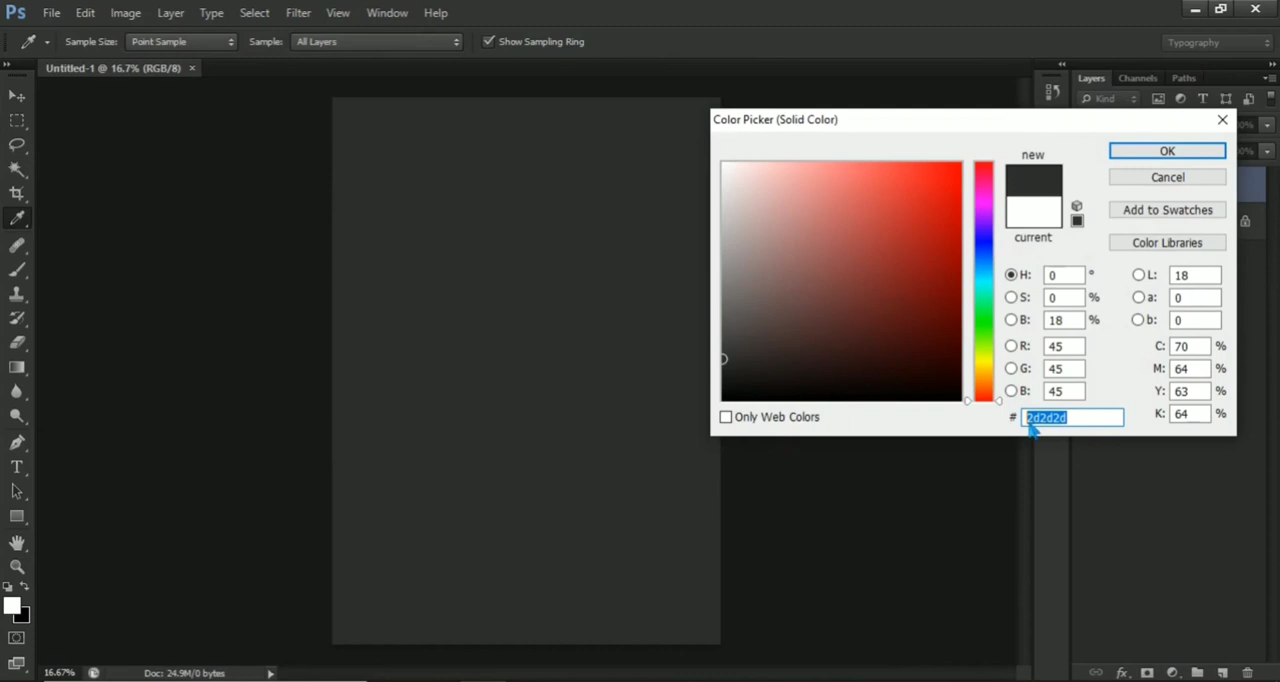 Ps File Edit Image Layer Type Select Filter View Window Help
Sample Size: Point Sample Sample: All Layers Show Sampling Ring Typography
Untitled-1 @ 16.7% (RGB/8) ×
Layers Channels Paths
Kind
Color Picker (Solid Color)
new
current
OK
Cancel
Add to Swatches
Color Libraries
H: 0 ° L: 18
S: 0 % a: 0
B: 18 % b: 0
R: 45 C: 70 %
G: 45 M: 64 %
B: 45 Y: 63 %
Only Web Colors # 2d2d2d K: 64 %
16.67% Doc: 24.9M/0 bytes
fx